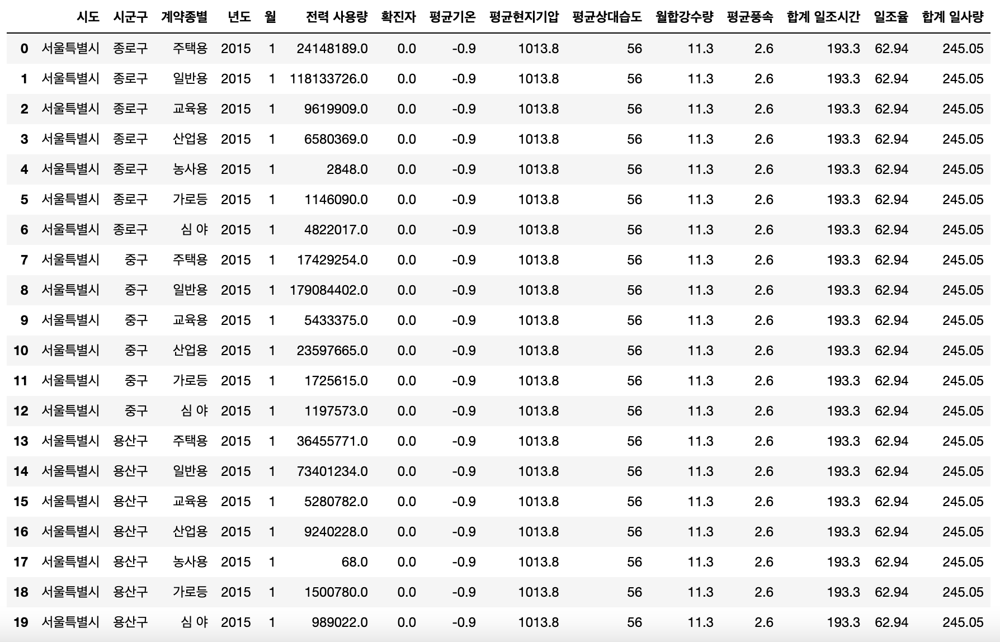 시도 시군구 계약종별 년도 월 전력 사용량 확진자 평균기온 평균현지기압 평균상대습도 월합강수량 평균풍속 합계 일조시간 일조율 합계 일사량
0 서울특별시 종로구 주택용 2015 1 24148189.0 0.0 -0.9 1013.8 56 11.3 2.6 193.3 62.94 245.05
1 서울특별시 종로구 일반용 2015 1 118133726.0 0.0 -0.9 1013.8 56 11.3 2.6 193.3 62.94 245.05
2 서울특별시 종로구 교육용 2015 1 9619909.0 0.0 -0.9 1013.8 56 11.3 2.6 193.3 62.94 245.05
3 서울특별시 종로구 산업용 2015 1 6580369.0 0.0 -0.9 1013.8 56 11.3 2.6 193.3 62.94 245.05
4 서울특별시 종로구 농사용 2015 1 2848.0 0.0 -0.9 1013.8 56 11.3 2.6 193.3 62.94 245.05
5 서울특별시 종로구 가로등 2015 1 1146090.0 0.0 -0.9 1013.8 56 11.3 2.6 193.3 62.94 245.05
6 서울특별시 종로구 심 야 2015 1 4822017.0 0.0 -0.9 1013.8 56 11.3 2.6 193.3 62.94 245.05
7 서울특별시 중구 주택용 2015 1 17429254.0 0.0 -0.9 1013.8 56 11.3 2.6 193.3 62.94 245.05
8 서울특별시 중구 일반용 2015 1 179084402.0 0.0 -0.9 1013.8 56 11.3 2.6 193.3 62.94 245.05
9 서울특별시 중구 교육용 2015 1 5433375.0 0.0 -0.9 1013.8 56 11.3 2.6 193.3 62.94 245.05
10 서울특별시 중구 산업용 2015 1 23597665.0 0.0 -0.9 1013.8 56 11.3 2.6 193.3 62.94 245.05
11 서울특별시 중구 가로등 2015 1 1725615.0 0.0 -0.9 1013.8 56 11.3 2.6 193.3 62.94 245.05
12 서울특별시 중구 심 야 2015 1 1197573.0 0.0 -0.9 1013.8 56 11.3 2.6 193.3 62.94 245.05
13 서울특별시 용산구 주택용 2015 1 36455771.0 0.0 -0.9 1013.8 56 11.3 2.6 193.3 62.94 245.05
14 서울특별시 용산구 일반용 2015 1 73401234.0 0.0 -0.9 1013.8 56 11.3 2.6 193.3 62.94 245.05
15 서울특별시 용산구 교육용 2015 1 5280782.0 0.0 -0.9 1013.8 56 11.3 2.6 193.3 62.94 245.05
16 서울특별시 용산구 산업용 2015 1 9240228.0 0.0 -0.9 1013.8 56 11.3 2.6 193.3 62.94 245.05
17 서울특별시 용산구 농사용 2015 1 68.0 0.0 -0.9 1013.8 56 11.3 2.6 193.3 62.94 245.05
18 서울특별시 용산구 가로등 2015 1 1500780.0 0.0 -0.9 1013.8 56 11.3 2.6 193.3 62.94 245.05
19 서울특별시 용산구 심 야 2015 1 989022.0 0.0 -0.9 1013.8 56 11.3 2.6 193.3 62.94 245.05